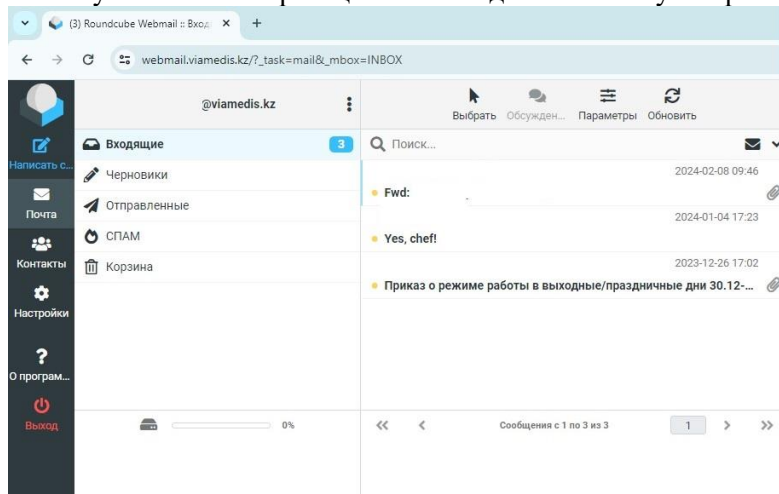 (3) Roundcube Webmail :: Вход
webmail.viamedis.kz/?_task=mail&_mbox=INBOX
@viamedis.kz
Выбрать Обсужден... Параметры Обновить
Написать с...
Почта
Контакты
Настройки
О програм...
Выход
Входящие 3
Черновики
Отправленные
СПАМ
Корзина
0%
Поиск...
2024-02-08 09:46
Fwd:
2024-01-04 17:23
Yes, chef!
2023-12-26 17:02
Приказ о режиме работы в выходные/праздничные дни 30.12-...
Сообщения с 1 по 3 из 3 1